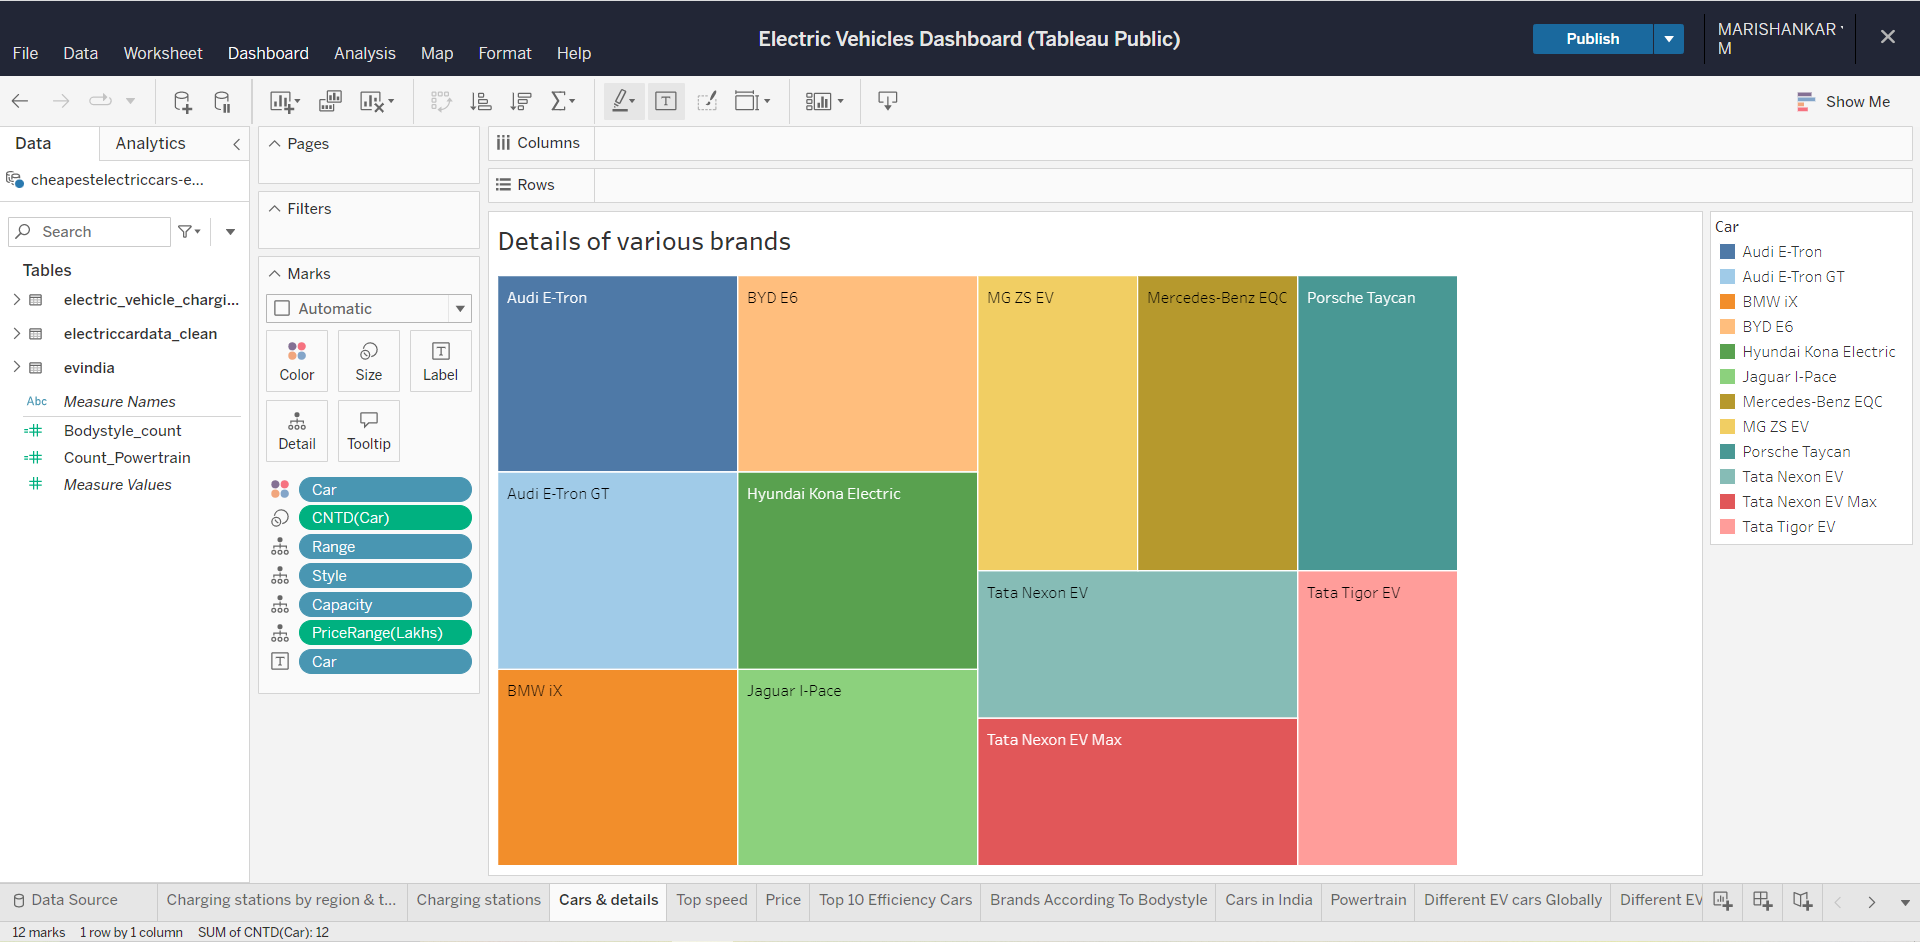 Electric Vehicles Dashboard (Tableau Public)
Publish
MARISHANKAR
M
File Data Worksheet Dashboard Analysis Map Format Help
Show Me
Data Analytics
cheapestelectriccars-e...
Search
Tables
electric_vehicle_chargi...
electriccardata_clean
evindia
Abc Measure Names
Bodystyle_count
Count_Powertrain
Measure Values
Pages
Filters
Marks
Automatic
Color Size Label
Detail Tooltip
Car
CNTD(Car)
Range
Style
Capacity
PriceRange(Lakhs)
Car
Columns
Rows
Details of various brands
Audi E-Tron
BYD E6
MG ZS EV
Mercedes-Benz EQC
Porsche Taycan
Audi E-Tron GT
Hyundai Kona Electric
Tata Nexon EV
Tata Tigor EV
BMW iX
Jaguar I-Pace
Tata Nexon EV Max
Car
Audi E-Tron
Audi E-Tron GT
BMW iX
BYD E6
Hyundai Kona Electric
Jaguar I-Pace
Mercedes-Benz EQC
MG ZS EV
Porsche Taycan
Tata Nexon EV
Tata Nexon EV Max
Tata Tigor EV
Data Source Charging stations by region & t... Charging stations Cars & details Top speed Price Top 10 Efficiency Cars Brands According To Bodystyle Cars in India Powertrain Different EV cars Globally Different EV
12 marks 1 row by 1 column SUM of CNTD(Car): 12